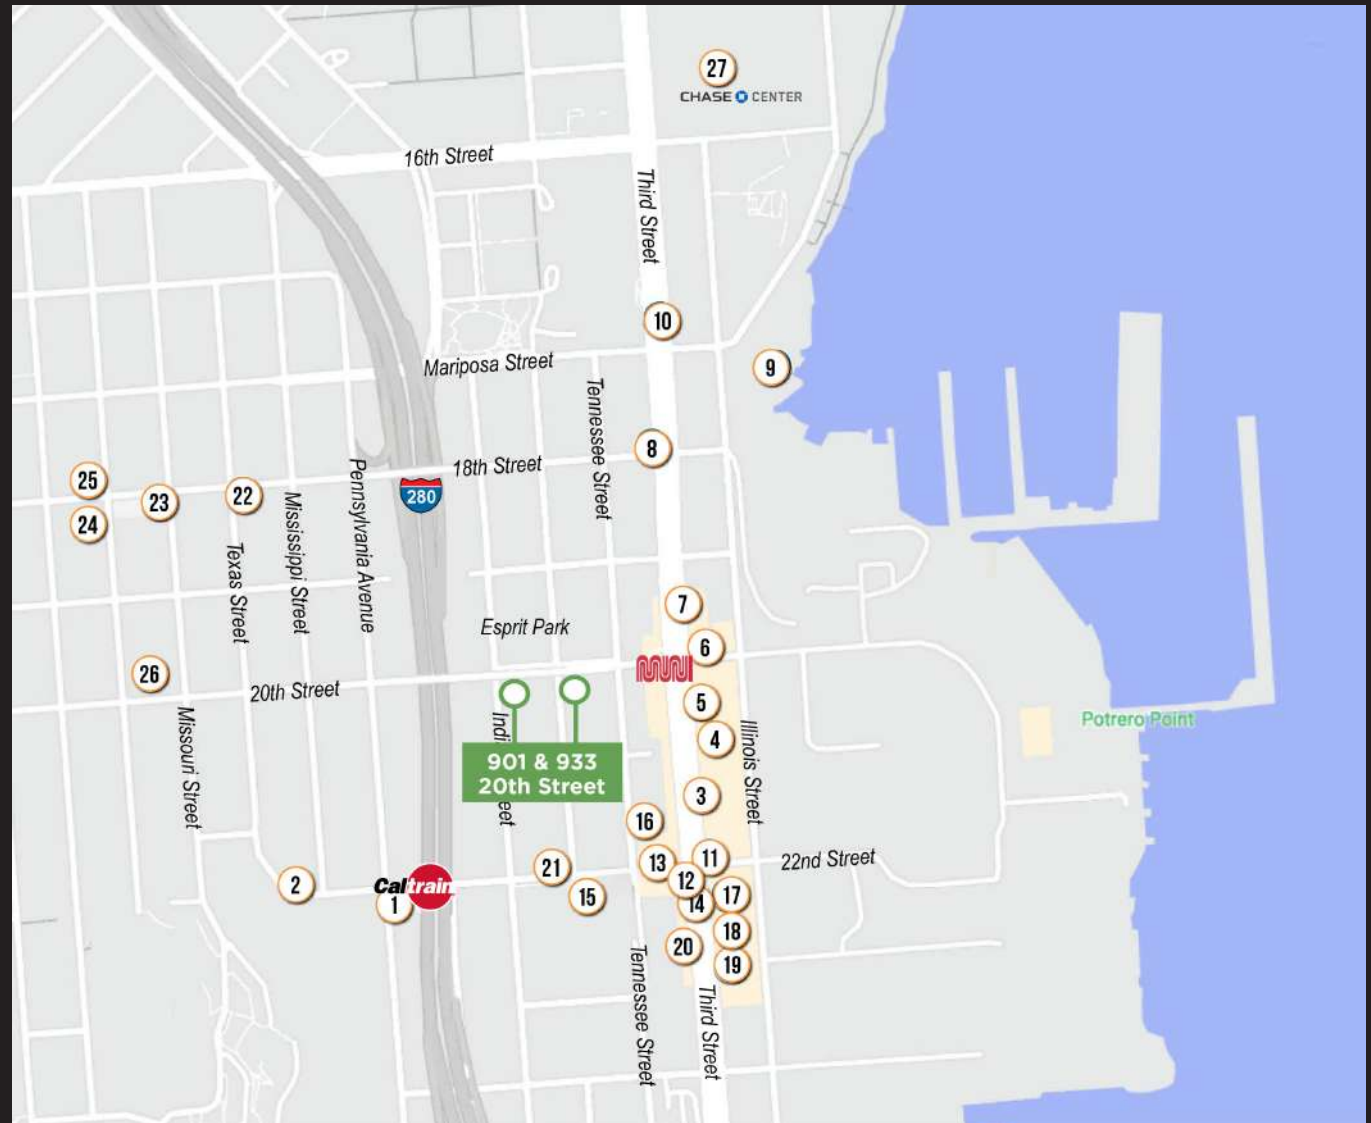 27
CHASE CENTER
16th Street
Third Street
10
Mariposa Street
9
Tennessee Street
8
18th Street
Pennsylvania Avenue
280
25
23
22
24
Mississippi Street
Texas Street
7
Esprit Park
6
26
20th Street
5
Missouri Street
4
Illinois Street
Potrero Point
901 & 933
20th Street
3
16
13
11
22nd Street
21
12
2
Caltrain
1
15
14
17
18
20
19
Tennessee Street
Third Street